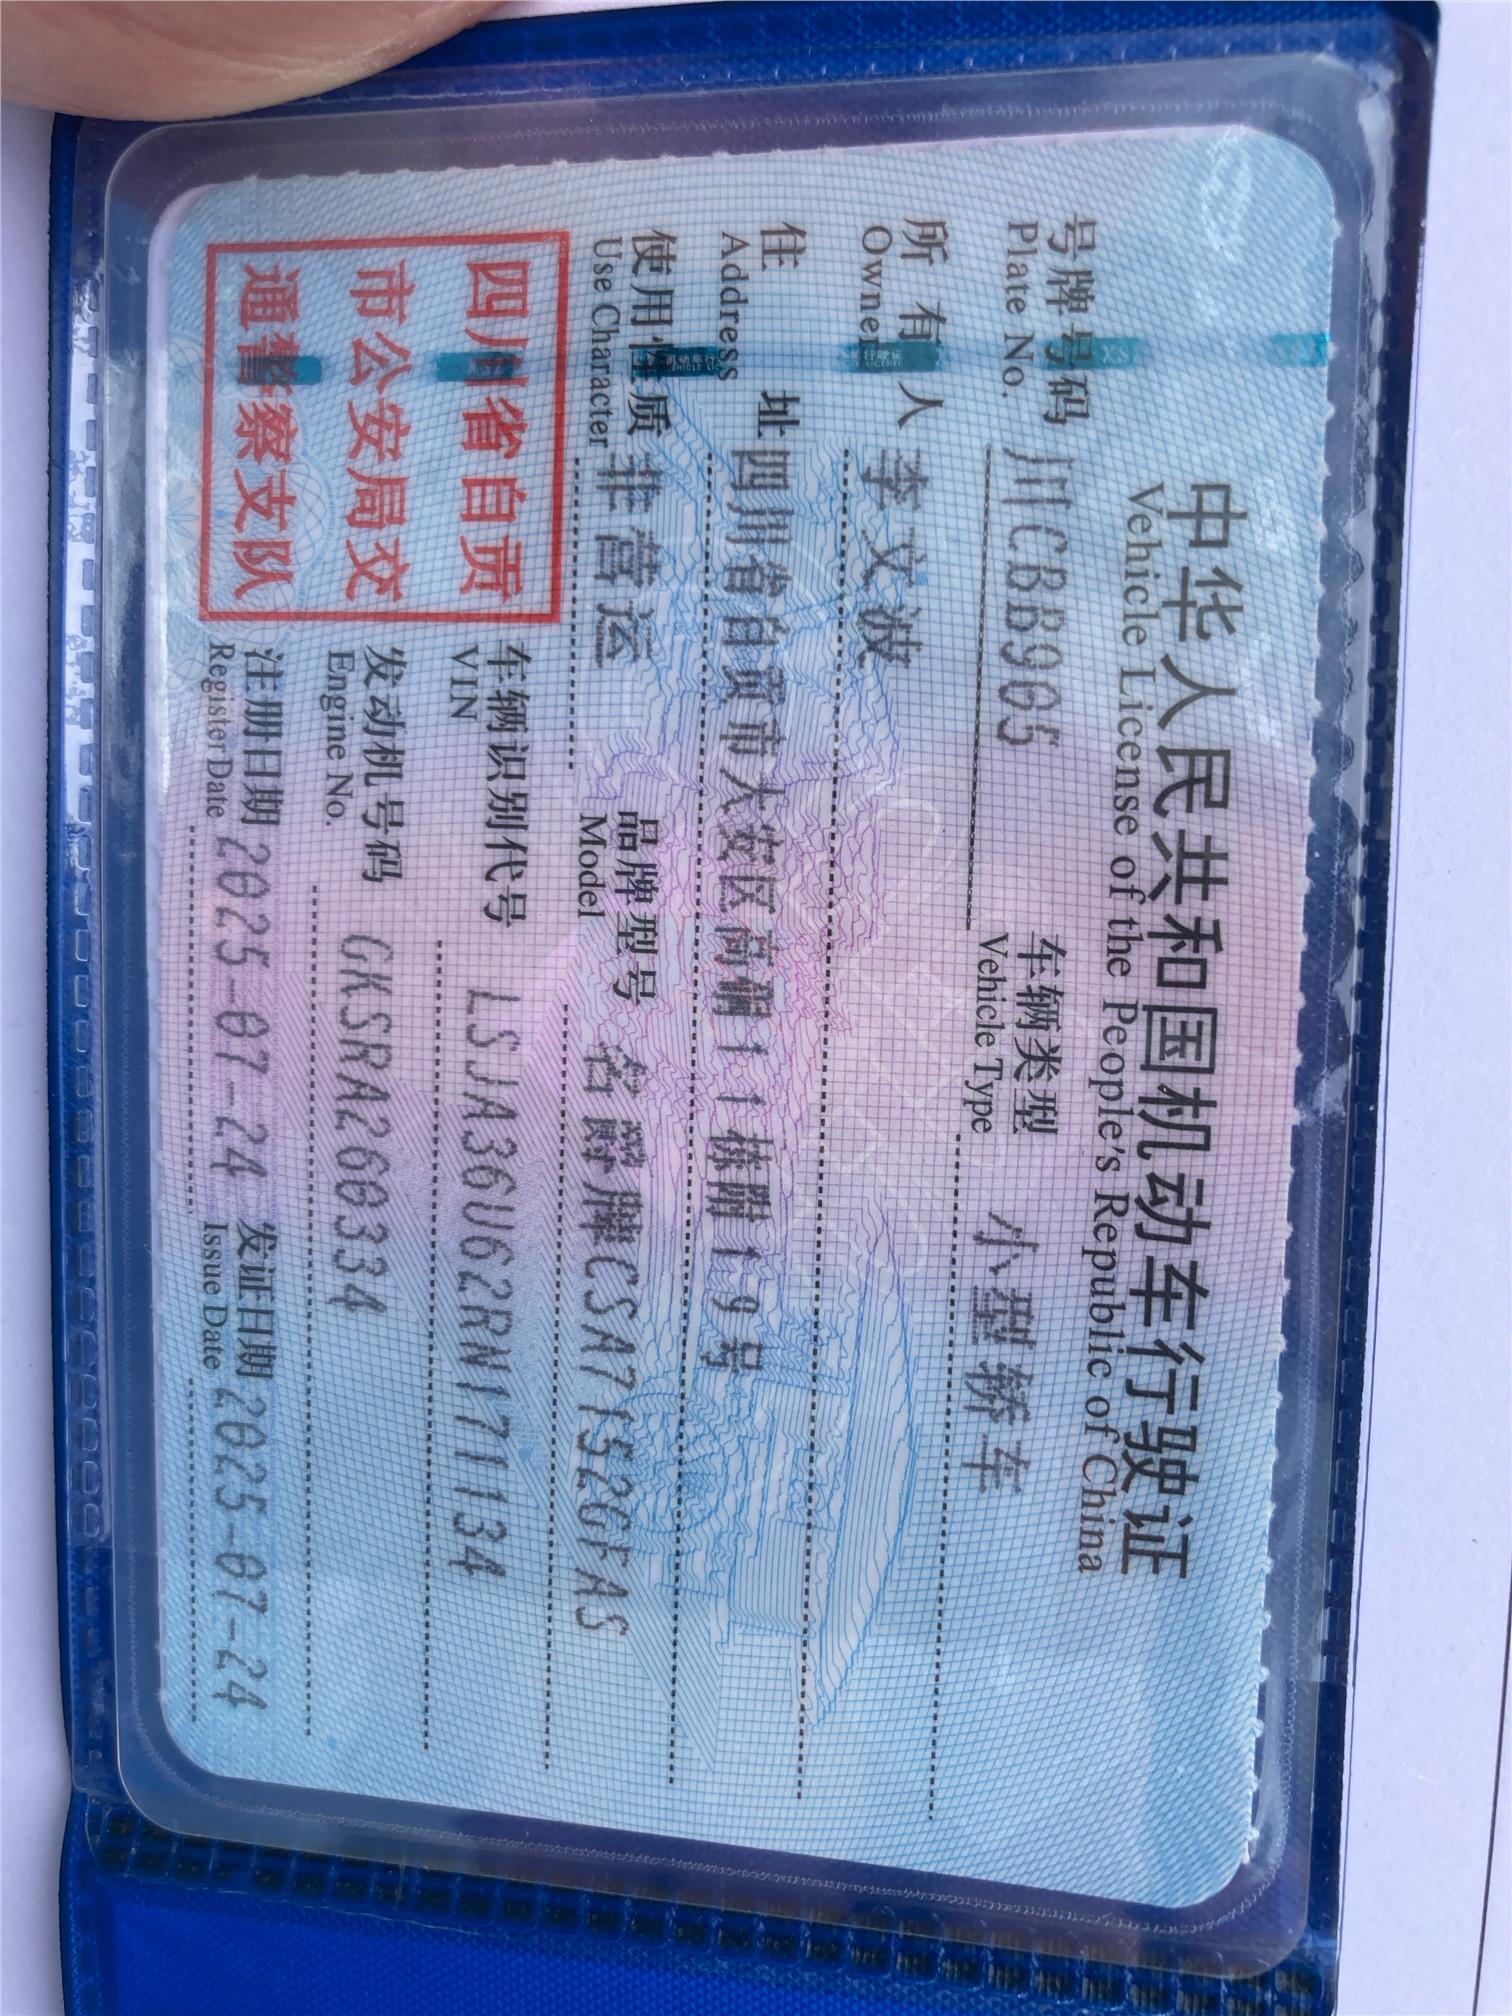 中华人民共和国机动车行驶证
Vehicle License of the People's Republic of China
号牌号码 川CBB905 车辆类型 小型轿车
Plate No. Vehicle Type
所有人 李文波
Owner
住址 四川省自贡市大安区商硐11栋附19号
Address
使用性质 非营运 品牌型号 名爵牌CSA7152GFAS
Use Character Model
四川省自贡
市公安局交
通警察支队
车辆识别代号 LSJA36U62RN171134
VIN
发动机号码 GKSRA260334
Engine No.
注册日期 2025-07-24 发证日期 2025-07-24
Register Date Issue Date